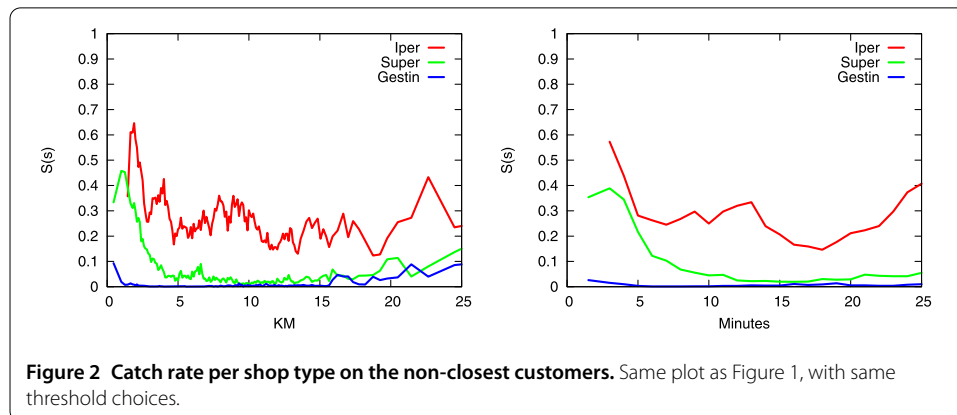 1
0.9
0.8
0.7
0.6
0.5
0.4
0.3
0.2
0.1
0
S(s)
Iper
Super
Gestin
0 5 10 15 20 25
KM
1
0.9
0.8
0.7
0.6
0.5
0.4
0.3
0.2
0.1
0
S(s)
Iper
Super
Gestin
0 5 10 15 20 25
Minutes
Figure 2 Catch rate per shop type on the non-closest customers. Same plot as Figure 1, with same
threshold choices.